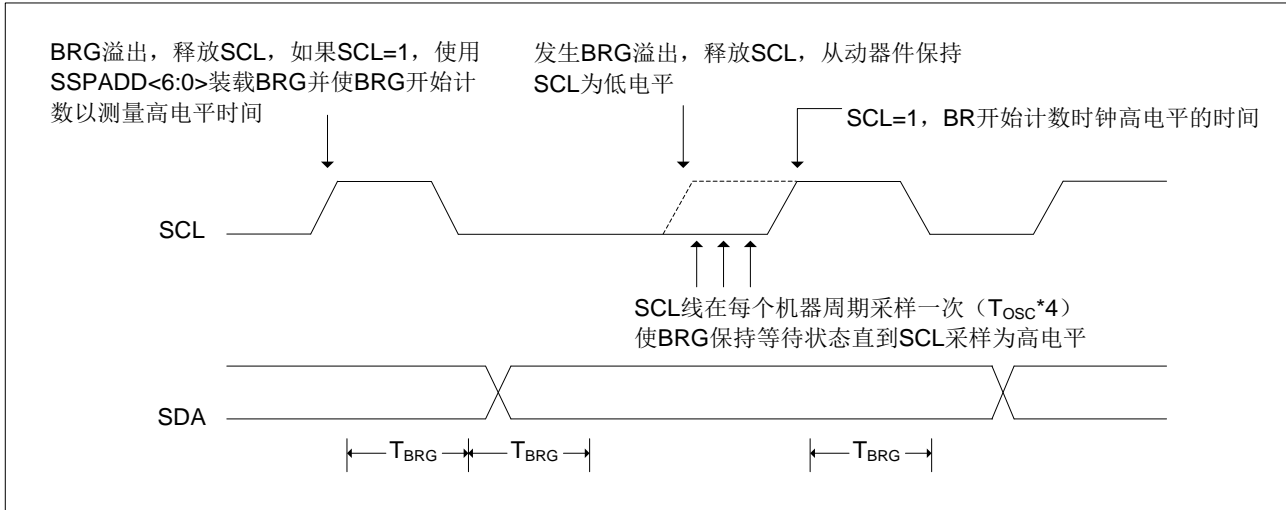 BRG溢出，释放SCL，如果SCL=1，使用
SSPADD<6:0>装载BRG并使BRG开始计
数以测量高电平时间
发生BRG溢出，释放SCL，从动器件保持
SCL为低电平
SCL=1，BR开始计数时钟高电平的时间
SCL
SCL线在每个机器周期采样一次（TOSC*4）
使BRG保持等待状态直到SCL采样为高电平
SDA
TBRG
TBRG
TBRG